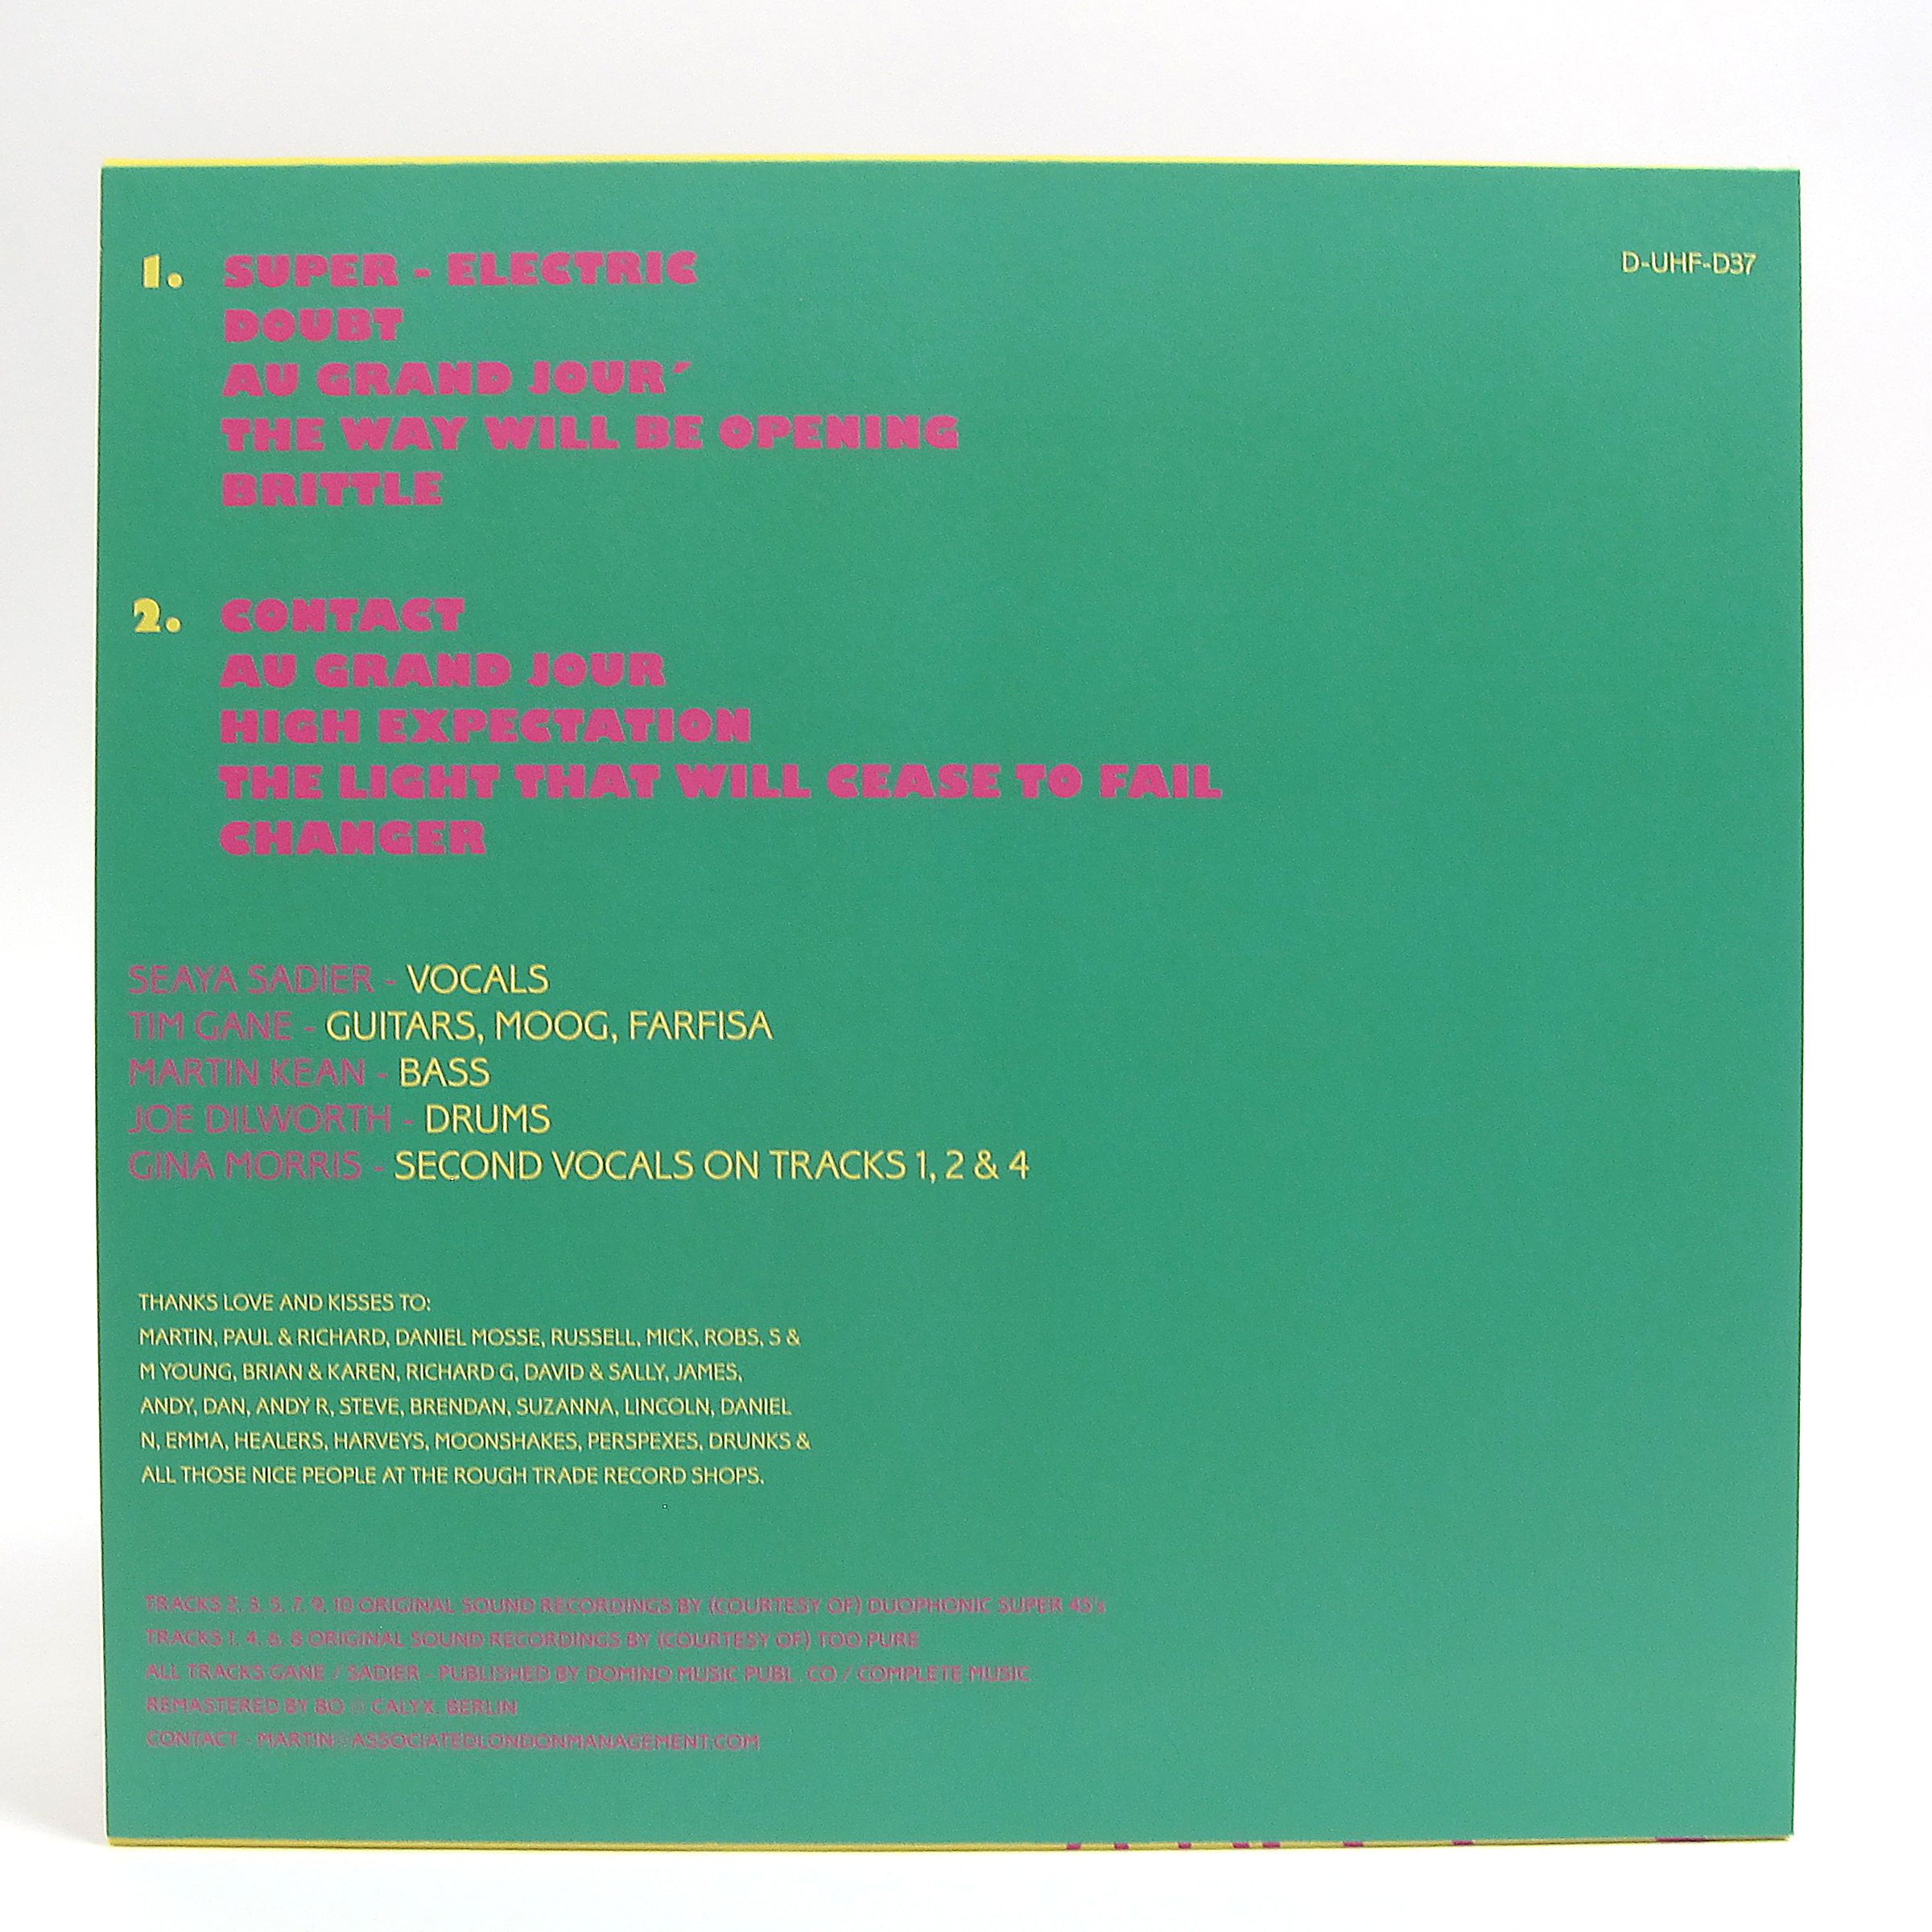 1. SUPER - ELECTRIC
DOUBT
AU GRAND JOUR´
THE WAY WILL BE OPENING
BRITTLE
D-UHF-D37
2. CONTACT
AU GRAND JOUR
HIGH EXPECTATION
THE LIGHT THAT WILL CEASE TO FAIL
CHANGER
SEAYA SADIER - VOCALS
TIM GANE - GUITARS, MOOG, FARFISA
MARTIN KEAN - BASS
JOE DILWORTH - DRUMS
GINA MORRIS - SECOND VOCALS ON TRACKS 1, 2 & 4
THANKS LOVE AND KISSES TO:
MARTIN, PAUL & RICHARD, DANIEL MOSSE, RUSSELL, MICK, ROBS, S &
M YOUNG, BRIAN & KAREN, RICHARD G, DAVID & SALLY, JAMES,
ANDY, DAN, ANDY R, STEVE, BRENDAN, SUZANNA, LINCOLN, DANIEL
N, EMMA, HEALERS, HARVEYS, MOONSHAKES, PERSPEXES, DRUNKS &
ALL THOSE NICE PEOPLE AT THE ROUGH TRADE RECORD SHOPS.
TRACKS 2, 3, 5, 7, 9, 10 ORIGINAL SOUND RECORDINGS BY (COURTESY OF) DUOPHONIC SUPER 45's
TRACKS 1, 4, 6, 8 ORIGINAL SOUND RECORDINGS BY (COURTESY OF) TOO PURE
ALL TRACKS GANE / SADIER - PUBLISHED BY DOMINO MUSIC PUBL. CO / COMPLETE MUSIC
REMASTERED BY BO @ CALYX, BERLIN
CONTACT - MARTIN@ASSOCIATEDLONDONMANAGEMENT.COM